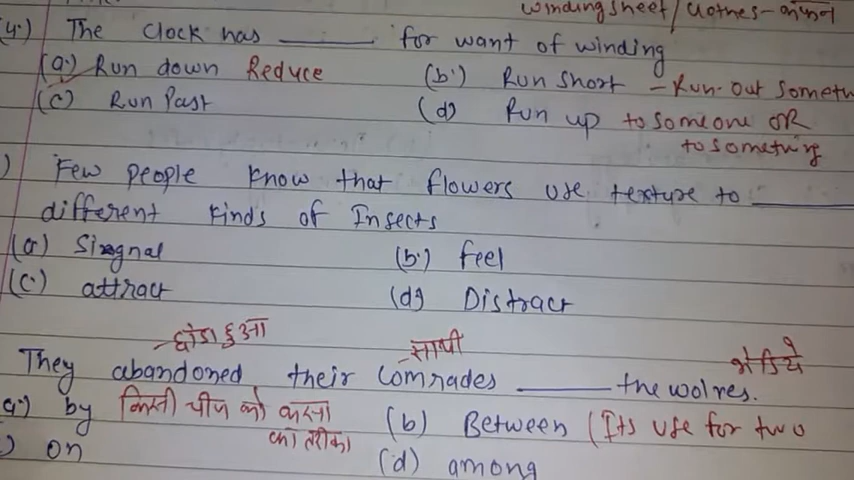 winding sheet / clothes - कफन
(4.) The clock has ______ for want of winding
(a.) Run down Reduce (b.) Run short - Run out sometu
(c) Run Past (d) Run up to someone OR
to something
) Few people know that flowers use texture to ______
different kinds of Insects
(a) Signal (b.) feel
(c.) attract (d) Distract
- छोडा हुआ - साथी भेडिये
They abandoned their comrades ______ the wolves.
a.) by किसी चीज को करना (b) Between (Its use for two
का तरीका
) on (d) among